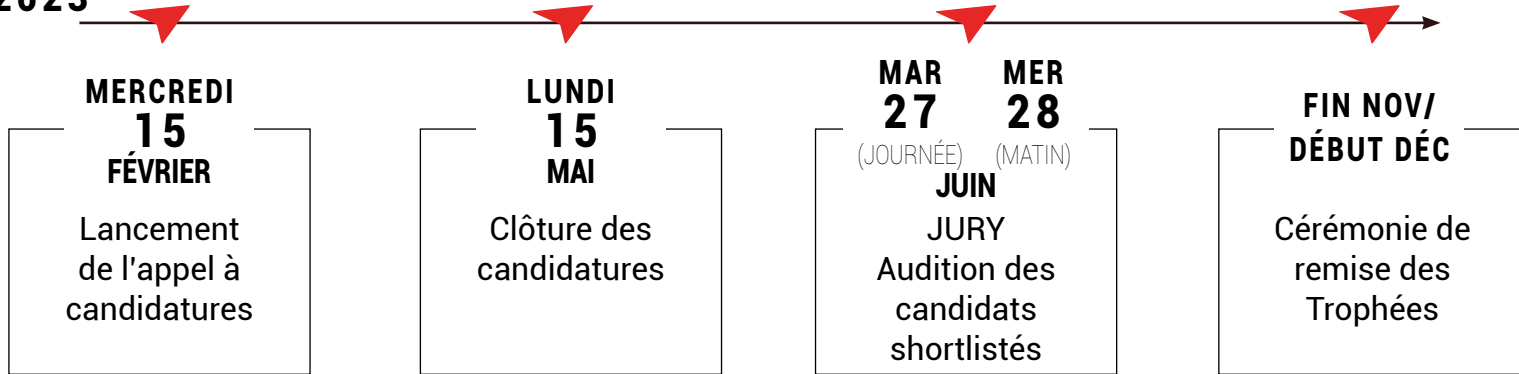 2023
MERCREDI
15
FÉVRIER
Lancement
de l'appel à
candidatures
LUNDI
15
MAI
Clôture des
candidatures
MAR MER
27 28
(JOURNÉE) (MATIN)
JUIN
JURY
Audition des
candidats
shortlistés
FIN NOV/
DÉBUT DÉC
Cérémonie de
remise des
Trophées